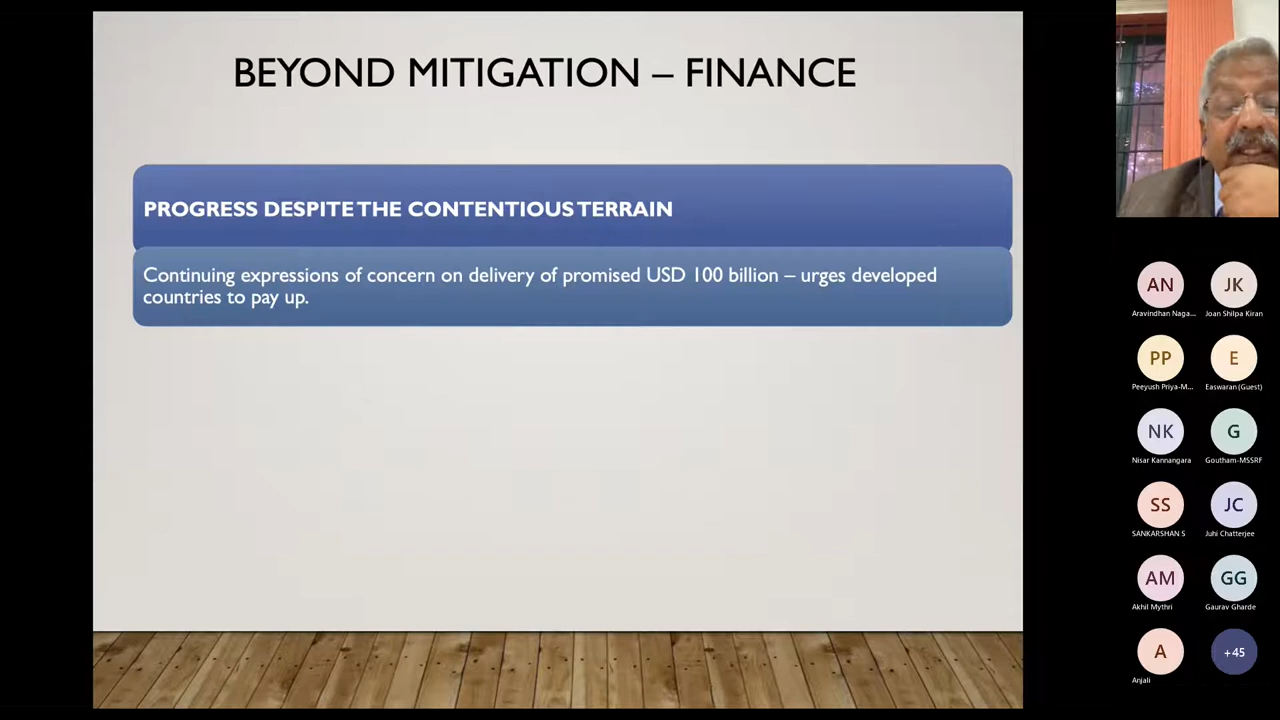 BEYOND MITIGATION – FINANCE
PROGRESS DESPITE THE CONTENTIOUS TERRAIN
Continuing expressions of concern on delivery of promised USD 100 billion – urges developed
countries to pay up.
AN
JK
Aravindhan Naga...
Joan Shilpa Kiran
PP
E
Peeyush Priya-M...
Easwaran (Guest)
NK
G
Nisar Kannangara
Goutham-MSSRF
SS
JC
SANKARSHAN S
Juhi Chatterjee
AM
GG
Akhil Mythri
Gaurav Gharde
A
+45
Anjali